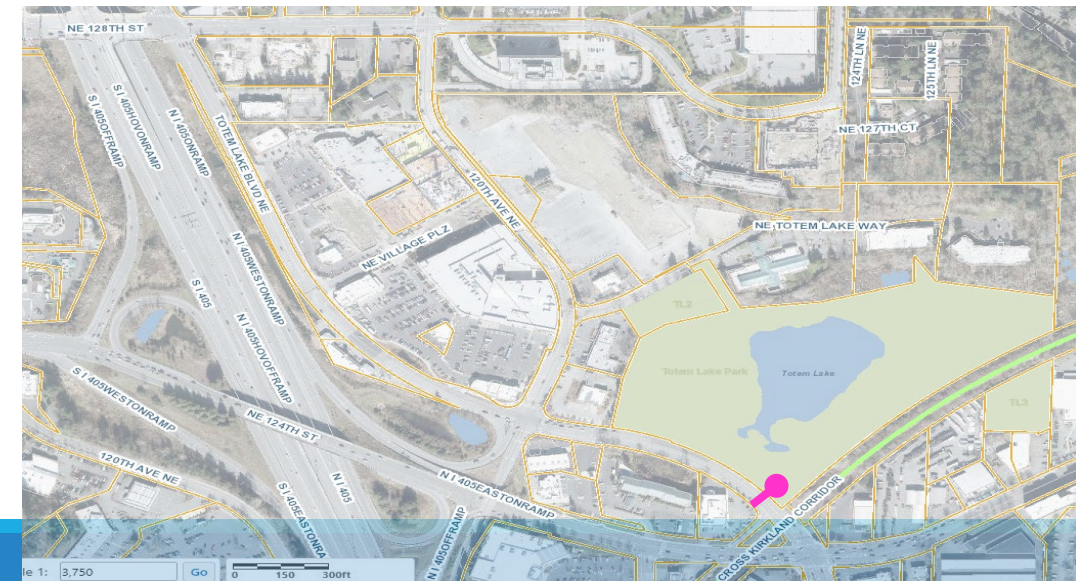 NE 128TH ST
S I 405OFFRAMP
S I 405HOVONRAMP
N I 405ONRAMP
TOTEM LAKE BLVD NE
120TH AVE NE
124TH LN NE
125TH LN NE
NE 127TH CT
NE TOTEM LAKE WAY
NE VILLAGE PLZ
N I 405WESTONRAMP
S I 405
N I 405HOVOFFRAMP
TL2
Totem Lake Park
Totem Lake
TL3
S I 405WESTONRAMP
NE 124TH ST
120TH AVE NE
N I 405
N I 405EASTONRAMP
S I 405EASTONRA
N I 405OFFRAMP
CROSS KIRKLAND CORRIDOR
le 1: 3,750 Go
0 150 300ft